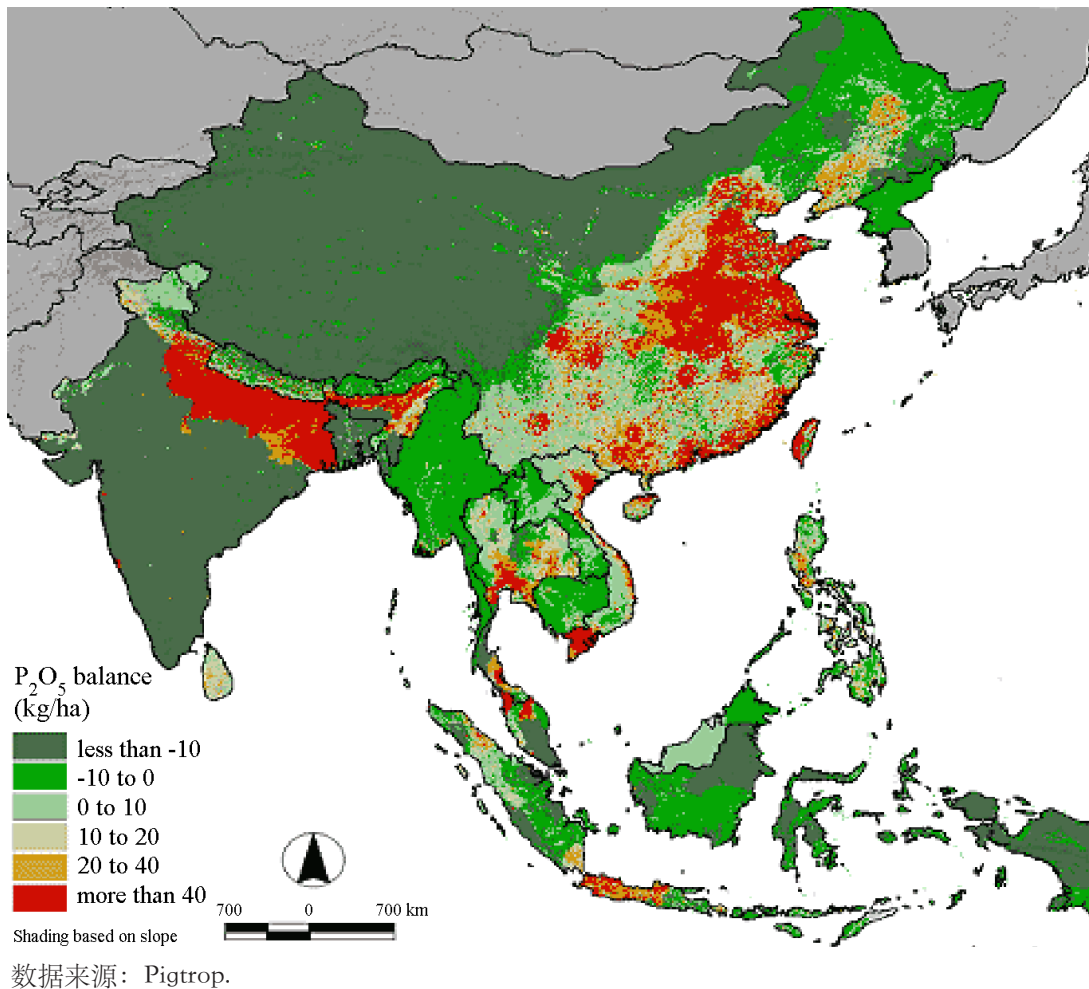 P₂O₅ balance
(kg/ha)
less than -10
-10 to 0
0 to 10
10 to 20
20 to 40
more than 40
Shading based on slope
700 0 700 km
数据来源：Pigtrop.